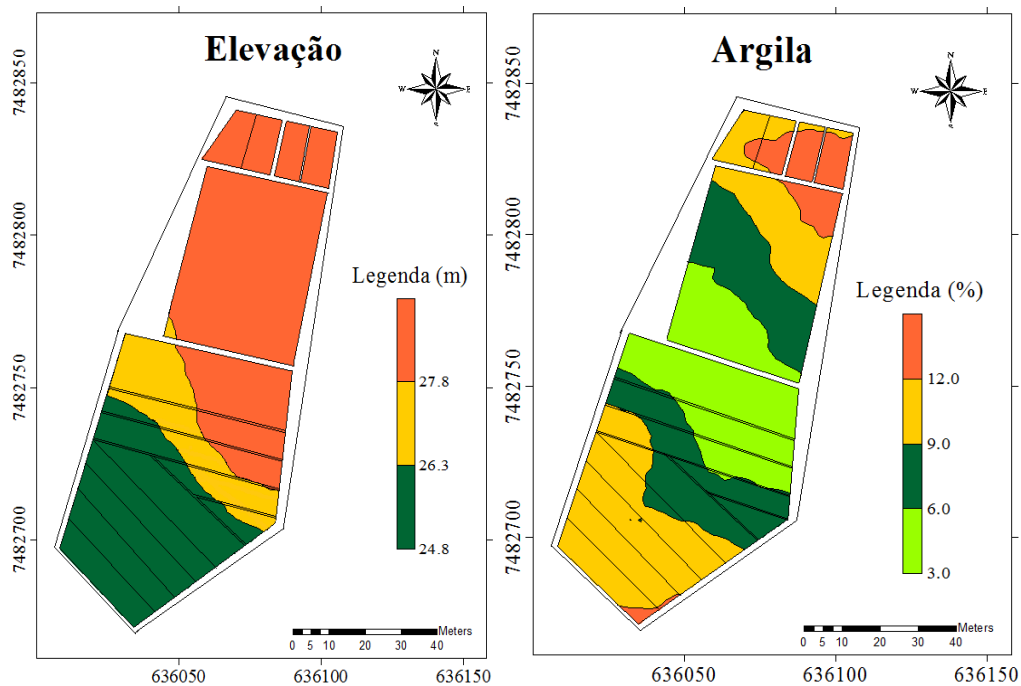 Elevação
N
W
E
S
7482850
7482800
7482750
7482700
Legenda (m)
27.8
26.3
24.8
Meters
0 5 10 20 30 40
636050 636100 636150
Argila
N
W
E
S
7482850
7482800
7482750
7482700
Legenda (%)
12.0
9.0
6.0
3.0
Meters
0 5 10 20 30 40
636050 636100 636150